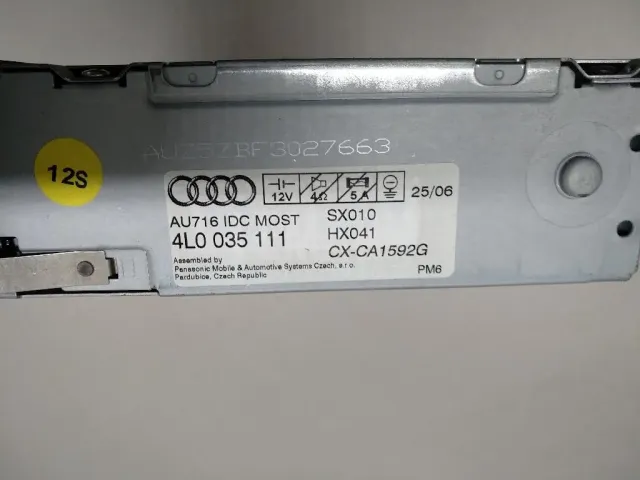 AUZ5Z7BF3027663
12S
12V 4Ω 5A 25/06
AU716 IDC MOST SX010
4L0 035 111 HX041
CX-CA1592G
Assembled by
Panasonic Mobile & Automotive Systems Czech, s.r.o.
Pardubice, Czech Republic PM6